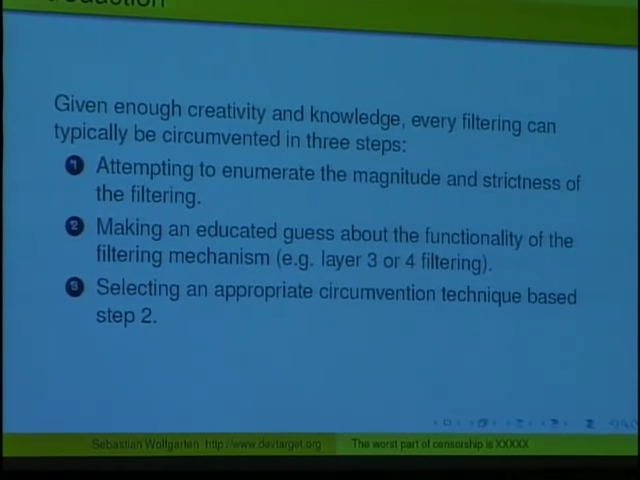 Given enough creativity and knowledge, every filtering can
typically be circumvented in three steps:
1 Attempting to enumerate the magnitude and strictness of
the filtering.
2 Making an educated guess about the functionality of the
filtering mechanism (e.g. layer 3 or 4 filtering).
3 Selecting an appropriate circumvention technique based
step 2.
Sebastian Wolfgarten http://www.devtarget.org The worst part of censorship is XXXXX